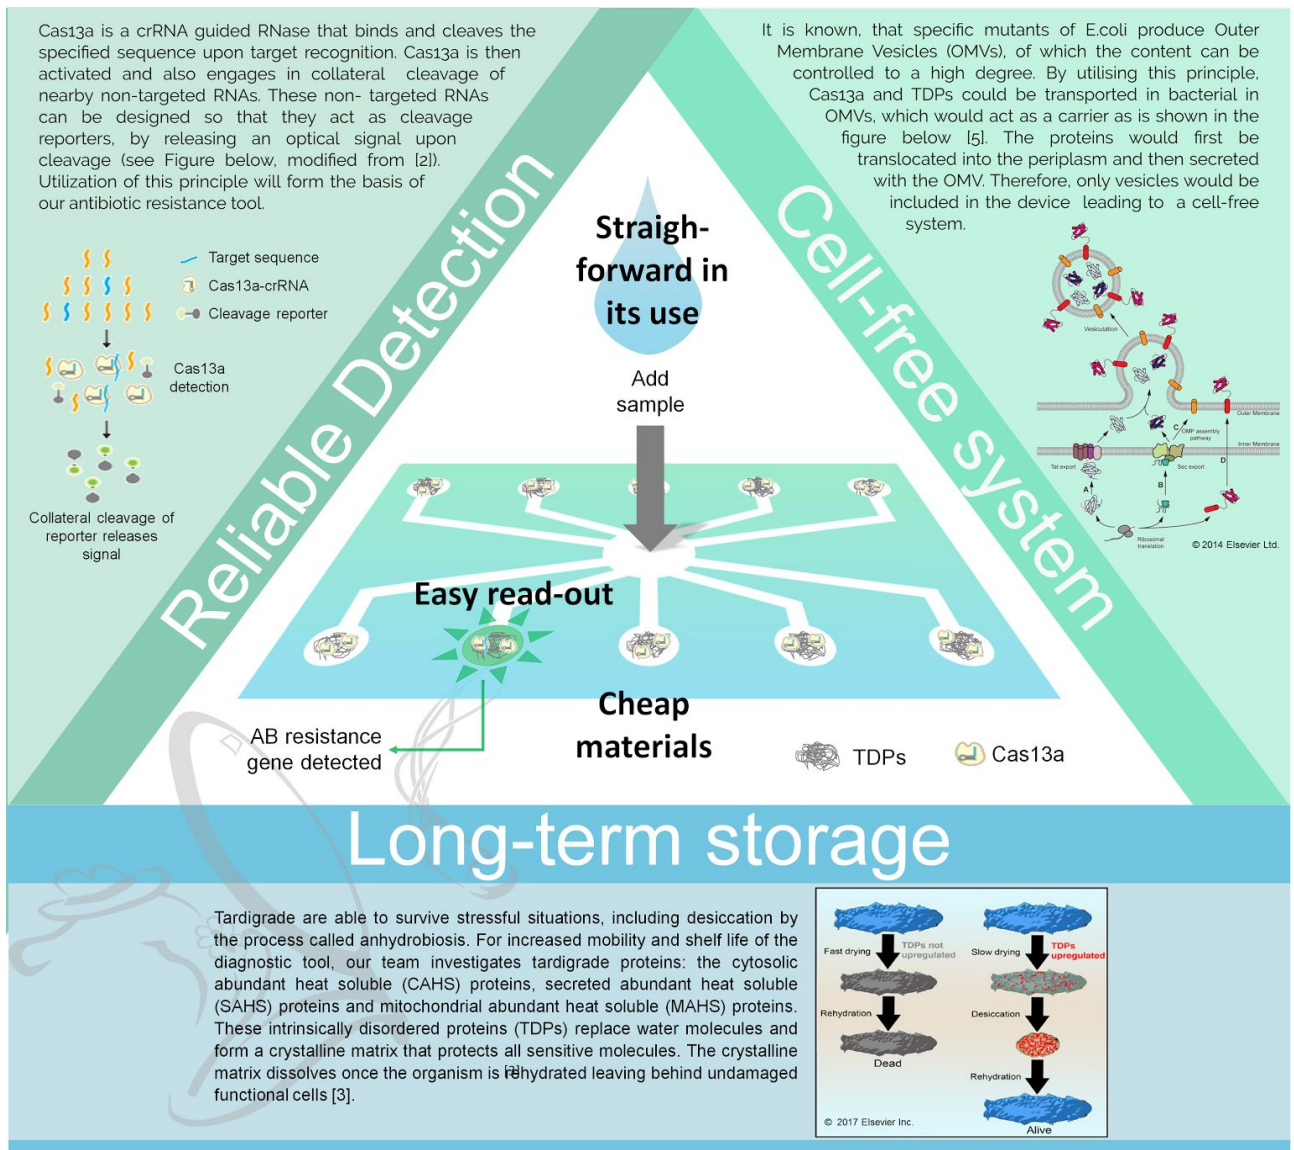 Cas13a is a crRNA guided RNase that binds and cleaves the
specified sequence upon target recognition. Cas13a is then
activated and also engages in collateral cleavage of
nearby non-targeted RNAs. These non- targeted RNAs
can be designed so that they act as cleavage
reporters, by releasing an optical signal upon
cleavage (see Figure below, modified from [2]).
Utilization of this principle will form the basis of
our antibiotic resistance tool.
Target sequence
Cas13a-crRNA
Cleavage reporter
Cas13a
detection
Collateral cleavage of
reporter releases
signal
Reliable Detection
It is known, that specific mutants of E.coli produce Outer
Membrane Vesicles (OMVs), of which the content can be
controlled to a high degree. By utilising this principle,
Cas13a and TDPs could be transported in bacterial in
OMVs, which would act as a carrier as is shown in the
figure below [5]. The proteins would first be
translocated into the periplasm and then secreted
with the OMV. Therefore, only vesicles would be
included in the device leading to a cell-free
system.
Vesiculation
Outer Membrane
C
OMP assembly
pathway
Inner Membrane
Tat export
Sec export
A
B
D
Ribosomal
translation
© 2014 Elsevier Ltd.
Cell-free system
Straigh-
forward in
its use
Add
sample
Easy read-out
Cheap
materials
AB resistance
gene detected
TDPs
Cas13a
Long-term storage
Tardigrade are able to survive stressful situations, including desiccation by
the process called anhydrobiosis. For increased mobility and shelf life of the
diagnostic tool, our team investigates tardigrade proteins: the cytosolic
abundant heat soluble (CAHS) proteins, secreted abundant heat soluble
(SAHS) proteins and mitochondrial abundant heat soluble (MAHS) proteins.
These intrinsically disordered proteins (TDPs) replace water molecules and
form a crystalline matrix that protects all sensitive molecules. The crystalline
matrix dissolves once the organism is rehydrated leaving behind undamaged
functional cells [3].
Fast drying
TDPs not
upregulated
Rehydration
Dead
Slow drying
TDPs
upregulated
Desiccation
Rehydration
Alive
© 2017 Elsevier Inc.